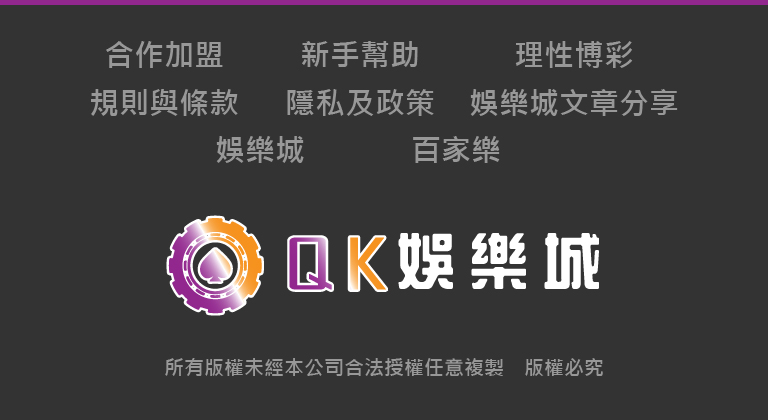 合作加盟 新手幫助 理性博彩
規則與條款 隱私及政策 娛樂城文章分享
娛樂城 百家樂
QK娛樂城
所有版權未經本公司合法授權任意複製 版權必究